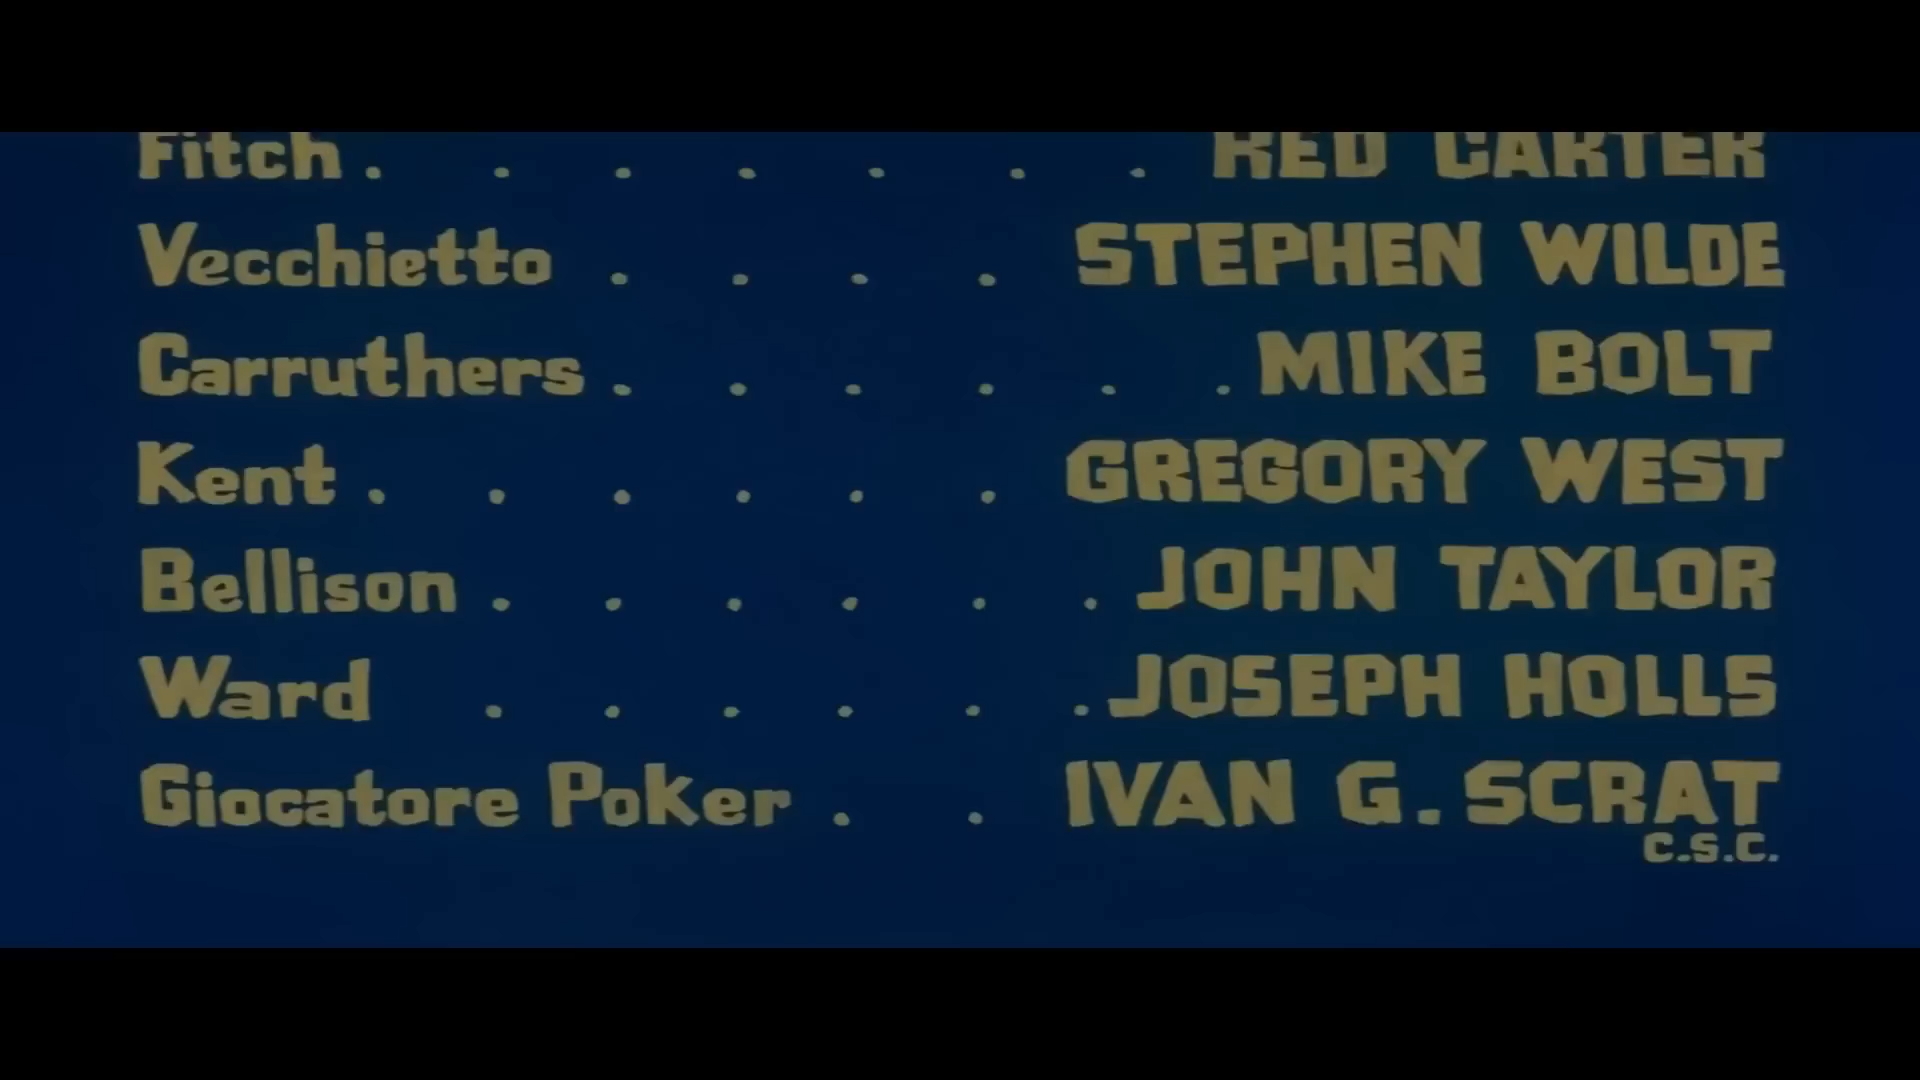 Fitch . . . . . . . RED CARTER
Vecchietto . . . . STEPHEN WILDE
Carruthers . . . . . . MIKE BOLT
Kent . . . . . . GREGORY WEST
Bellison . . . . . . JOHN TAYLOR
Ward . . . . . . JOSEPH HOLLS
Giocatore Poker . . IVAN G. SCRAT
C.S.C.